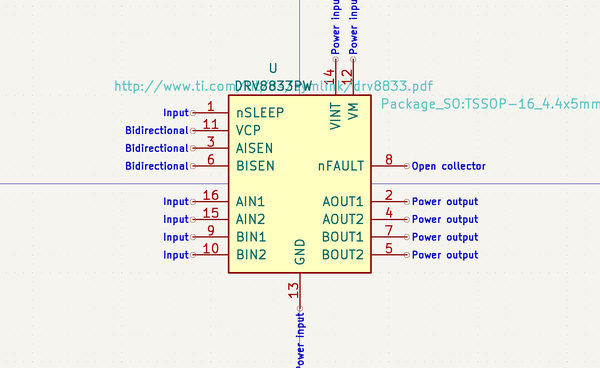 Power input
Power input
14
12
U
http://www.ti.com/
drv8833.pdf
DRV8833PW
Package_SO:TSSOP-16_4.4x5mm
VINT
VM
Input 1 nSLEEP
Bidirectional 11 VCP
Bidirectional 3 AISEN
Bidirectional 6 BISEN
nFAULT 8 Open collector
Input 16 AIN1
AOUT1 2 Power output
Input 15 AIN2
AOUT2 4 Power output
Input 9 BIN1
BOUT1 7 Power output
Input 10 BIN2
BOUT2 5 Power output
GND
13
Power input